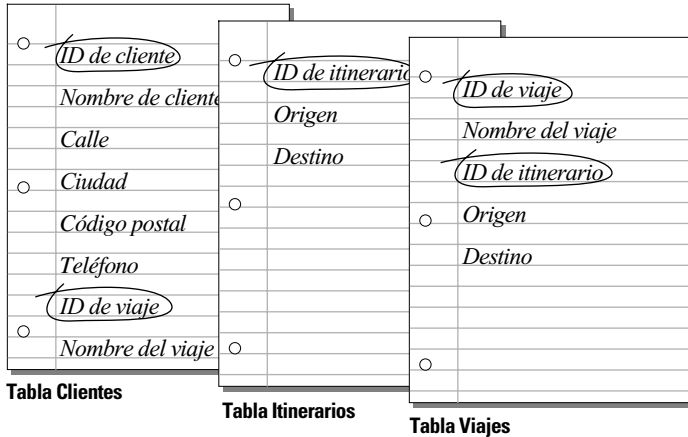 ID de cliente
Nombre de cliente
Calle
Ciudad
Código postal
Teléfono
ID de viaje
Nombre del viaje
Tabla Clientes
ID de itinerario
Origen
Destino
Tabla Itinerarios
ID de viaje
Nombre del viaje
ID de itinerario
Origen
Destino
Tabla Viajes